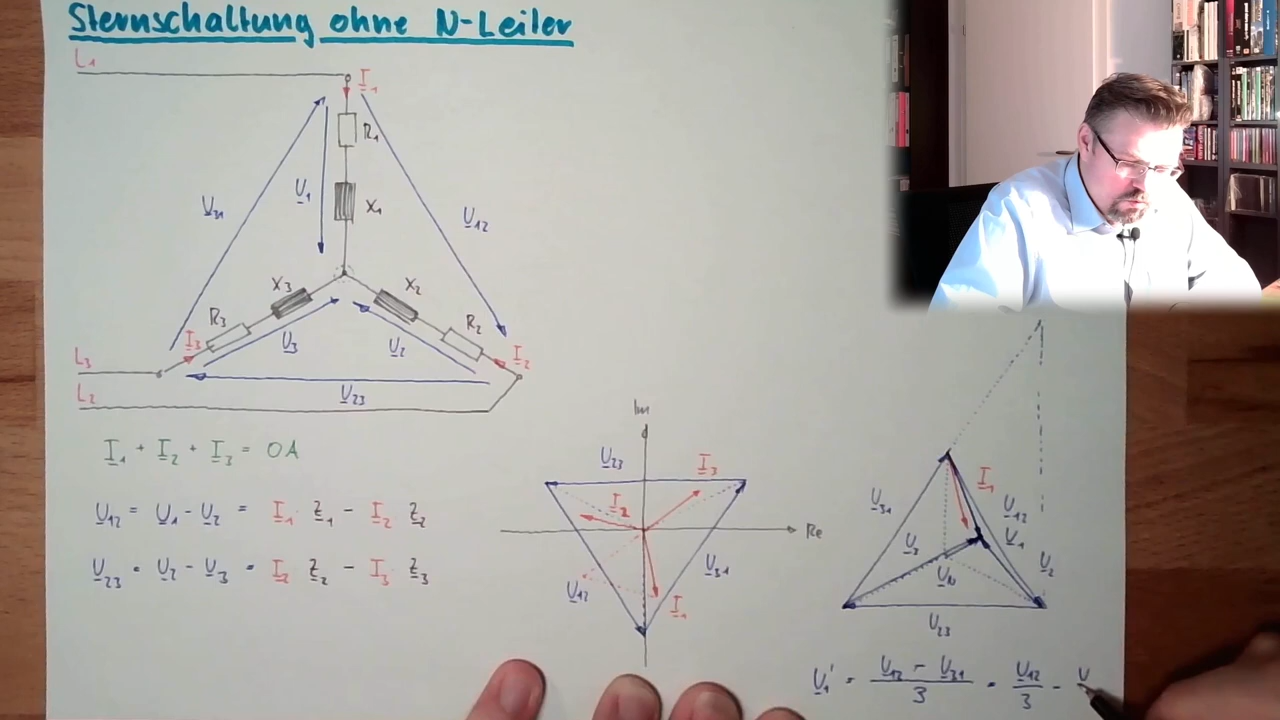 Sternschaltung ohne N-Leiter
L1
I1
R1
U31
U1
X1
U12
X3
X2
R3
R2
I3
U3
U2
I2
L3
L2
U23
I1 + I2 + I3 = 0A
U12 = U1 - U2 = I1 Z1 - I2 Z2
U23 = U2 - U3 = I2 Z2 - I3 Z3
Im
U23
I3
I2
Re
U12
U31
I1
I1
U31
U12
U3
U1
U2
U23
U1' = U12 - U31 / 3 = U12 / 3 - U